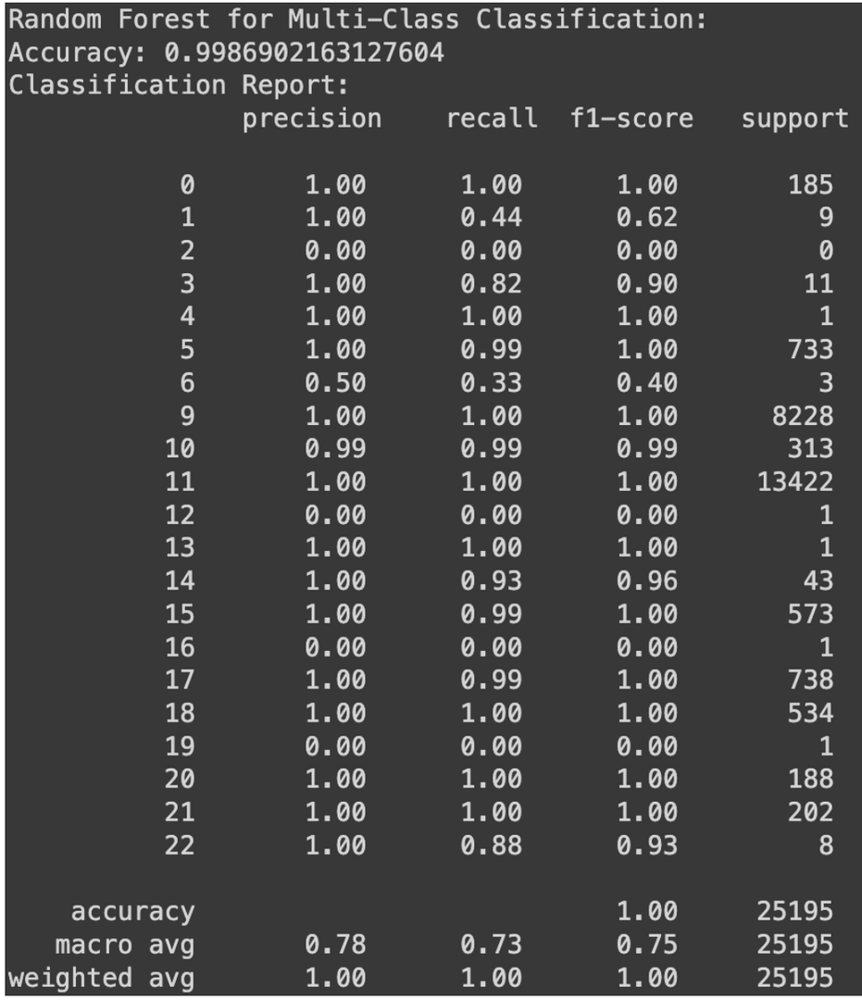 Random Forest for Multi-Class Classification:
Accuracy: 0.9986902163127604
Classification Report:
precision recall f1-score support
0 1.00 1.00 1.00 185
1 1.00 0.44 0.62 9
2 0.00 0.00 0.00 0
3 1.00 0.82 0.90 11
4 1.00 1.00 1.00 1
5 1.00 0.99 1.00 733
6 0.50 0.33 0.40 3
9 1.00 1.00 1.00 8228
10 0.99 0.99 0.99 313
11 1.00 1.00 1.00 13422
12 0.00 0.00 0.00 1
13 1.00 1.00 1.00 1
14 1.00 0.93 0.96 43
15 1.00 0.99 1.00 573
16 0.00 0.00 0.00 1
17 1.00 0.99 1.00 738
18 1.00 1.00 1.00 534
19 0.00 0.00 0.00 1
20 1.00 1.00 1.00 188
21 1.00 1.00 1.00 202
22 1.00 0.88 0.93 8
accuracy 1.00 25195
macro avg 0.78 0.73 0.75 25195
weighted avg 1.00 1.00 1.00 25195